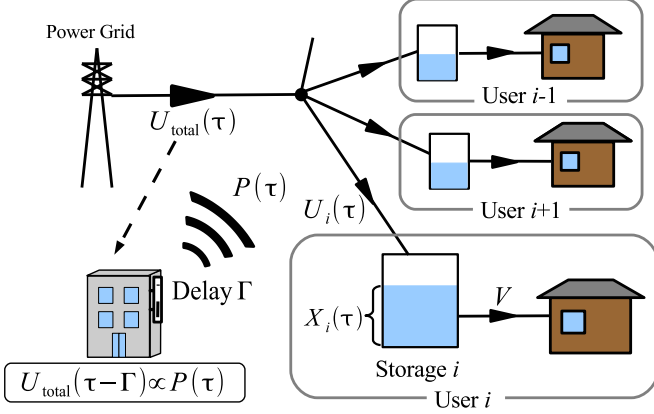 Power Grid
U_total(τ)
P(τ)
Delay Γ
U_total(τ−Γ)∝P(τ)
User i-1
User i+1
U_i(τ)
X_i(τ)
V
Storage i
User i